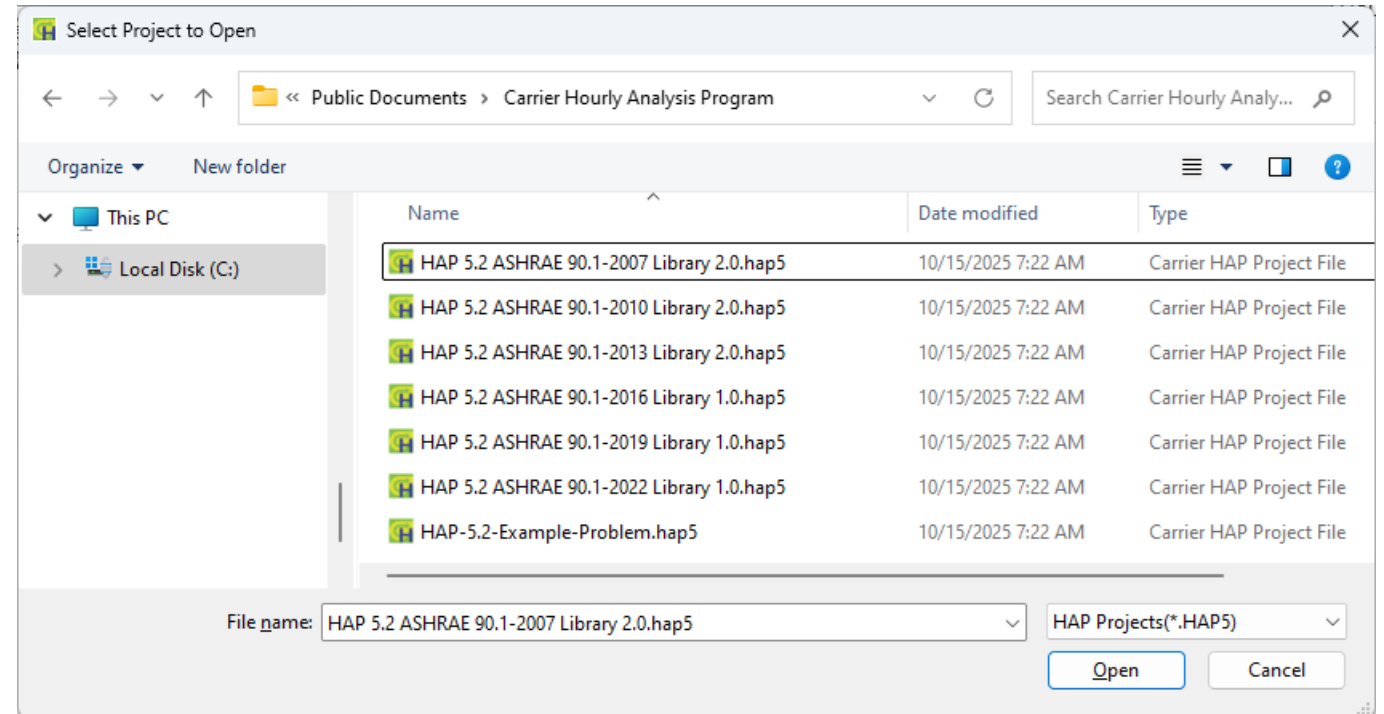 Select Project to Open
« Public Documents > Carrier Hourly Analysis Program
Search Carrier Hourly Analy...
Organize New folder
?
This PC
Local Disk (C:)
Name Date modified Type
HAP 5.2 ASHRAE 90.1-2007 Library 2.0.hap5 10/15/2025 7:22 AM Carrier HAP Project File
HAP 5.2 ASHRAE 90.1-2010 Library 2.0.hap5 10/15/2025 7:22 AM Carrier HAP Project File
HAP 5.2 ASHRAE 90.1-2013 Library 2.0.hap5 10/15/2025 7:22 AM Carrier HAP Project File
HAP 5.2 ASHRAE 90.1-2016 Library 1.0.hap5 10/15/2025 7:22 AM Carrier HAP Project File
HAP 5.2 ASHRAE 90.1-2019 Library 1.0.hap5 10/15/2025 7:22 AM Carrier HAP Project File
HAP 5.2 ASHRAE 90.1-2022 Library 1.0.hap5 10/15/2025 7:22 AM Carrier HAP Project File
HAP-5.2-Example-Problem.hap5 10/15/2025 7:22 AM Carrier HAP Project File
File name: HAP 5.2 ASHRAE 90.1-2007 Library 2.0.hap5 HAP Projects(*.HAP5)
Open Cancel